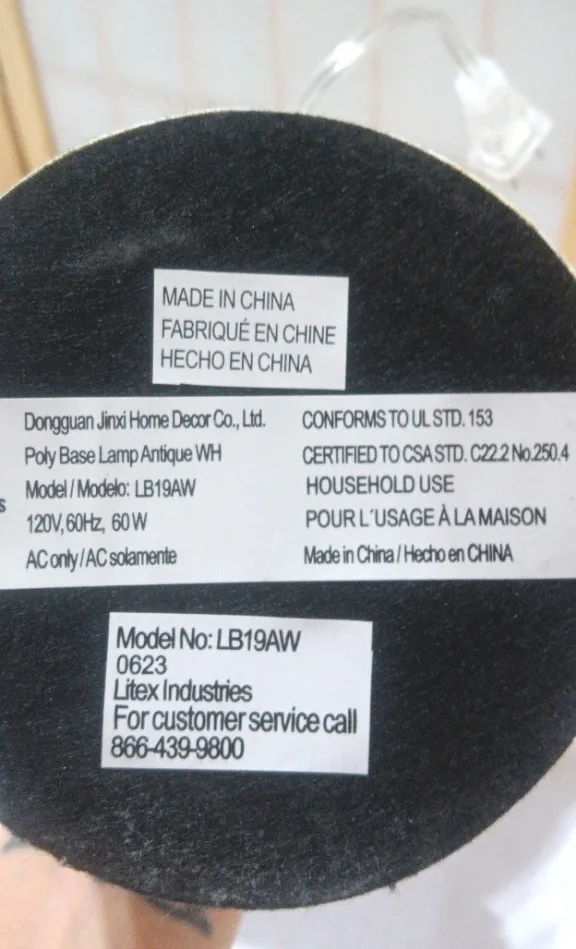 MADE IN CHINA
FABRIQUÉ EN CHINE
HECHO EN CHINA
Dongguan Jinxi Home Decor Co., Ltd.
Poly Base Lamp Antique WH
Model / Modelo: LB19AW
120V, 60Hz, 60 W
AC only / AC solamente
CONFORMS TO UL STD. 153
CERTIFIED TO CSA STD. C22.2 No.250.4
HOUSEHOLD USE
POUR L´USAGE À LA MAISON
Made in China / Hecho en CHINA
Model No: LB19AW
0623
Litex Industries
For customer service call
866-439-9800